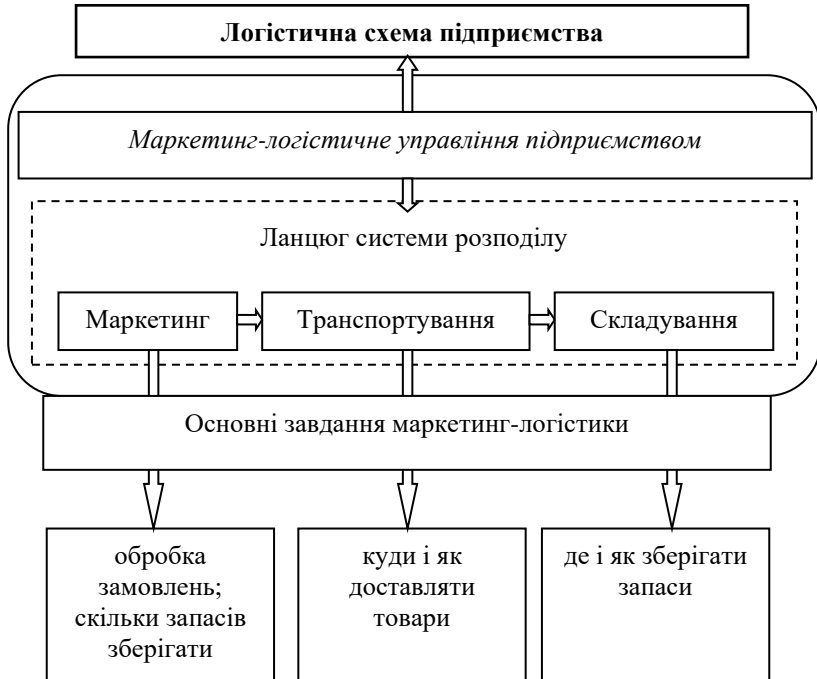 Логістична схема підприємства
Маркетинг-логістичне управління підприємством
Ланцюг системи розподілу
Маркетинг
Транспортування
Складування
Основні завдання маркетинг-логістики
обробка
замовлень;
скільки запасів
зберігати
куди і як
доставляти
товари
де і як зберігати
запаси